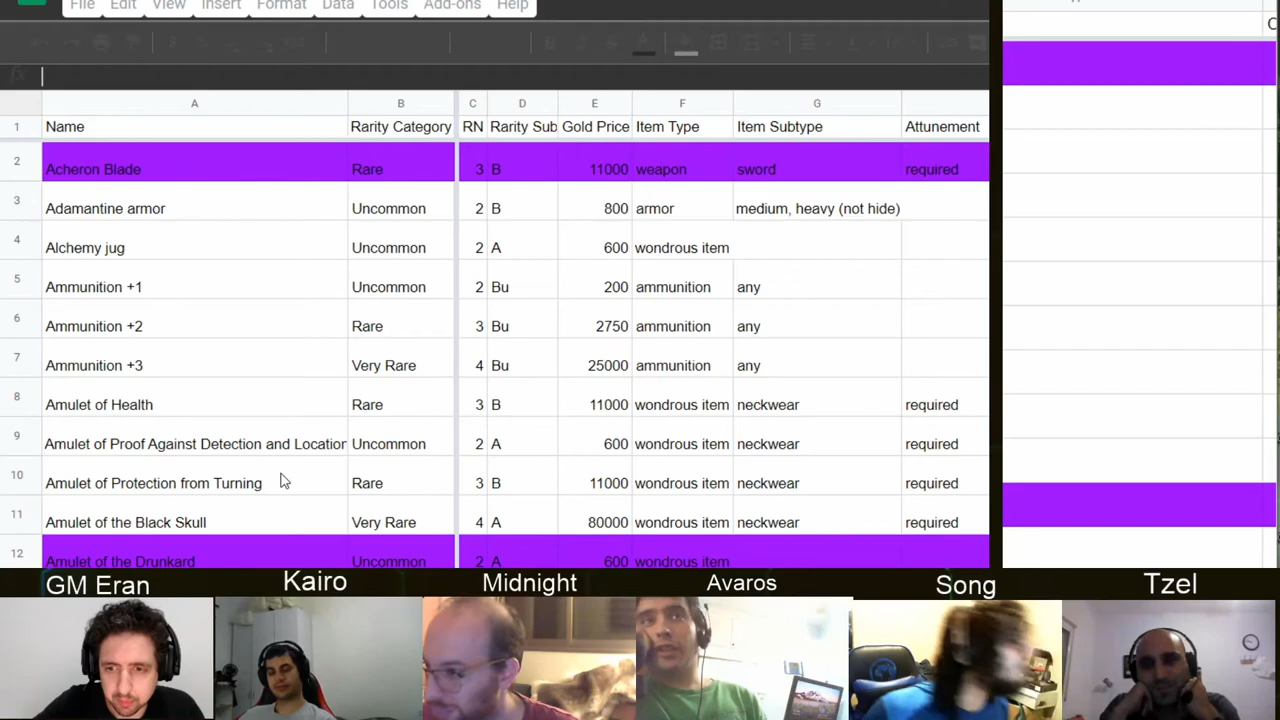 File Edit View Insert Format Data Tools Add-ons Help
fx
A B C D E F G
1 Name Rarity Category RN Rarity Sub Gold Price Item Type Item Subtype Attunement
2 Acheron Blade Rare 3 B 11000 weapon sword required
3 Adamantine armor Uncommon 2 B 800 armor medium, heavy (not hide)
4 Alchemy jug Uncommon 2 A 600 wondrous item
5 Ammunition +1 Uncommon 2 Bu 200 ammunition any
6 Ammunition +2 Rare 3 Bu 2750 ammunition any
7 Ammunition +3 Very Rare 4 Bu 25000 ammunition any
8 Amulet of Health Rare 3 B 11000 wondrous item neckwear required
9 Amulet of Proof Against Detection and Location Uncommon 2 A 600 wondrous item neckwear required
10 Amulet of Protection from Turning Rare 3 B 11000 wondrous item neckwear required
11 Amulet of the Black Skull Very Rare 4 A 80000 wondrous item neckwear required
12 Amulet of the Drunkard Uncommon 2 A 600 wondrous item
GM Eran Kairo Midnight Avaros Song Tzel